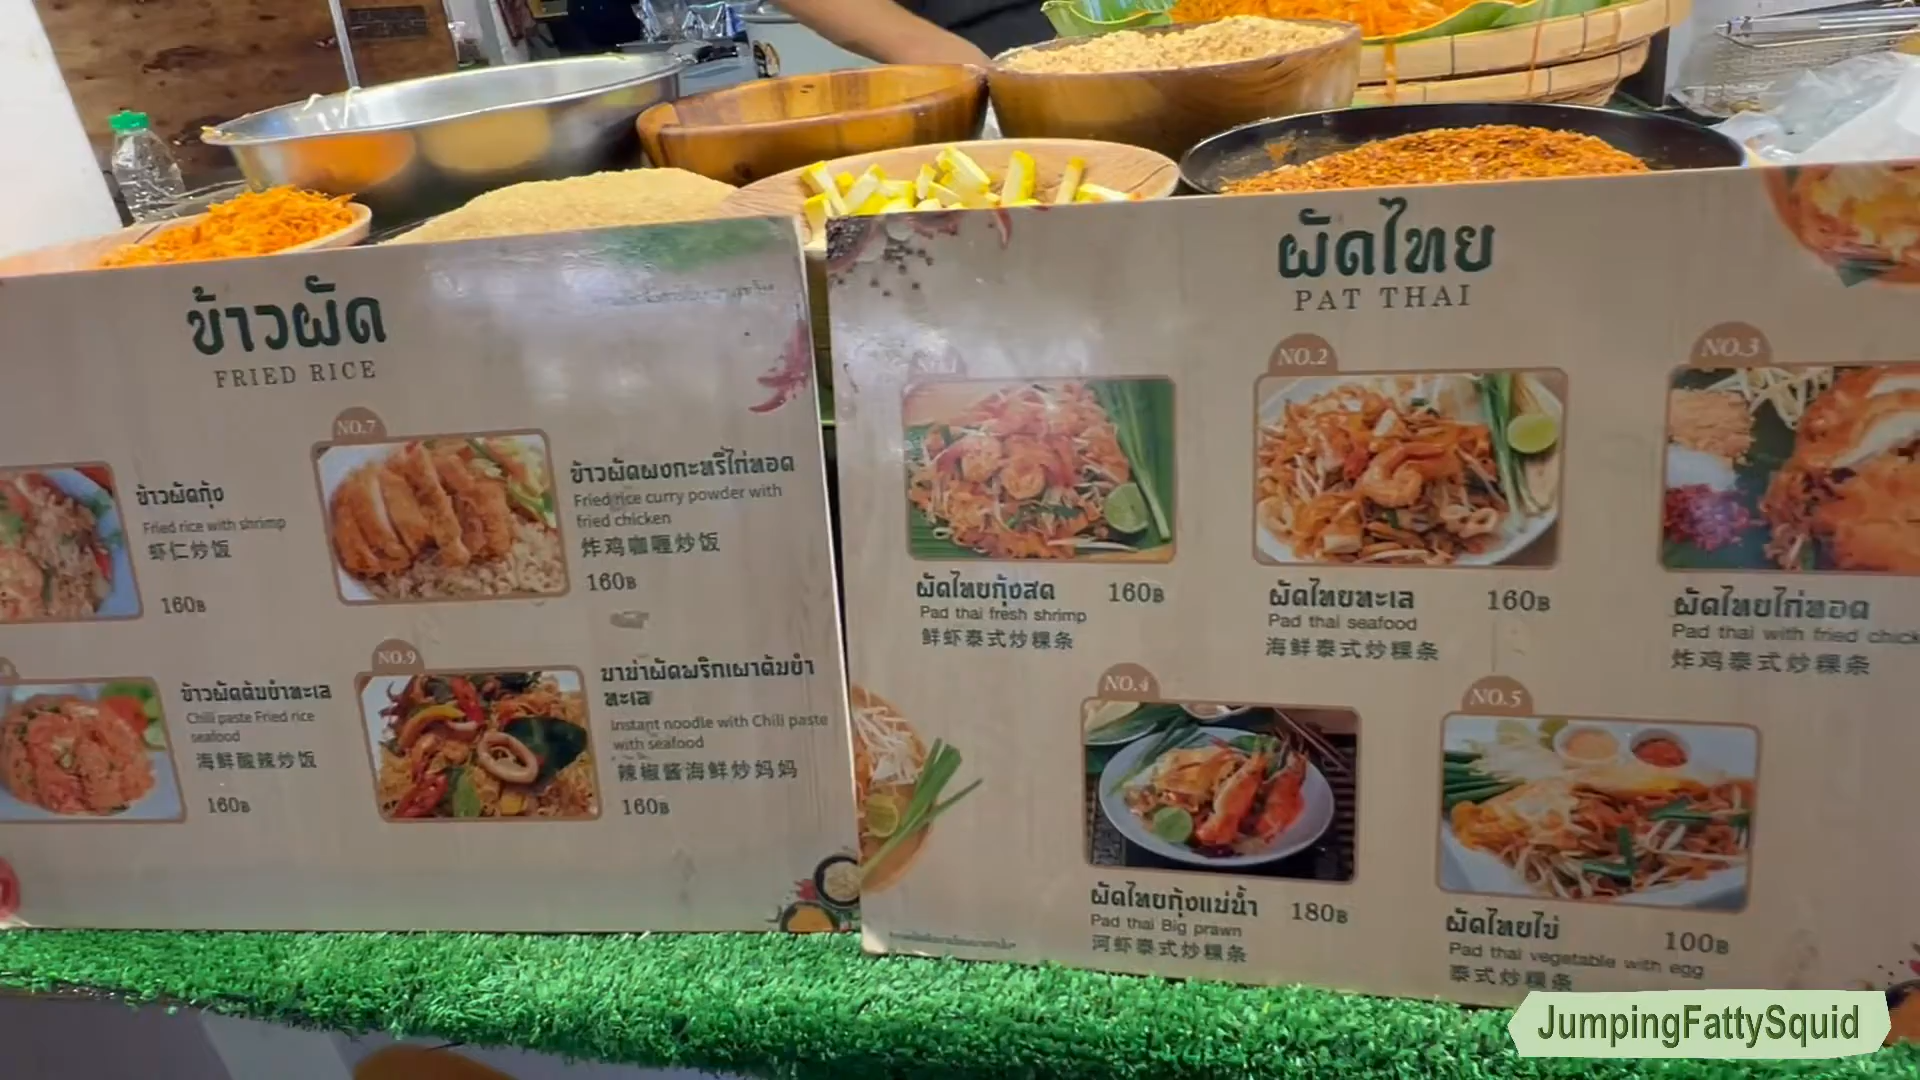 ข้าวผัด
FRIED RICE
ข้าวผัดกุ้ง
Fried rice with shrimp
虾仁炒饭
160B
NO.7
ข้าวผัดผงกะหรี่ไก่ทอด
Fried rice curry powder with
fried chicken
炸鸡咖喱炒饭
160B
ข้าวผัดต้มยำทะเล
Chili paste Fried rice
seafood
海鲜酸辣炒饭
160B
NO.9
มาม่าผัดพริกเผาต้มยำ
ทะเล
Instant noodle with Chili paste
with seafood
辣椒酱海鲜炒妈妈
160B
ผัดไทย
PAT THAI
ผัดไทยกุ้งสด 160B
Pad thai fresh shrimp
鲜虾泰式炒粿条
NO.2
ผัดไทยทะเล 160B
Pad thai seafood
海鲜泰式炒粿条
NO.3
ผัดไทยไก่ทอด
Pad thai with fried chick
炸鸡泰式炒粿条
NO.4
ผัดไทยกุ้งแม่น้ำ 180B
Pad thai Big prawn
河虾泰式炒粿条
NO.5
ผัดไทยไข่ 100B
Pad thai vegetable with egg
泰式炒粿条
JumpingFattySquid